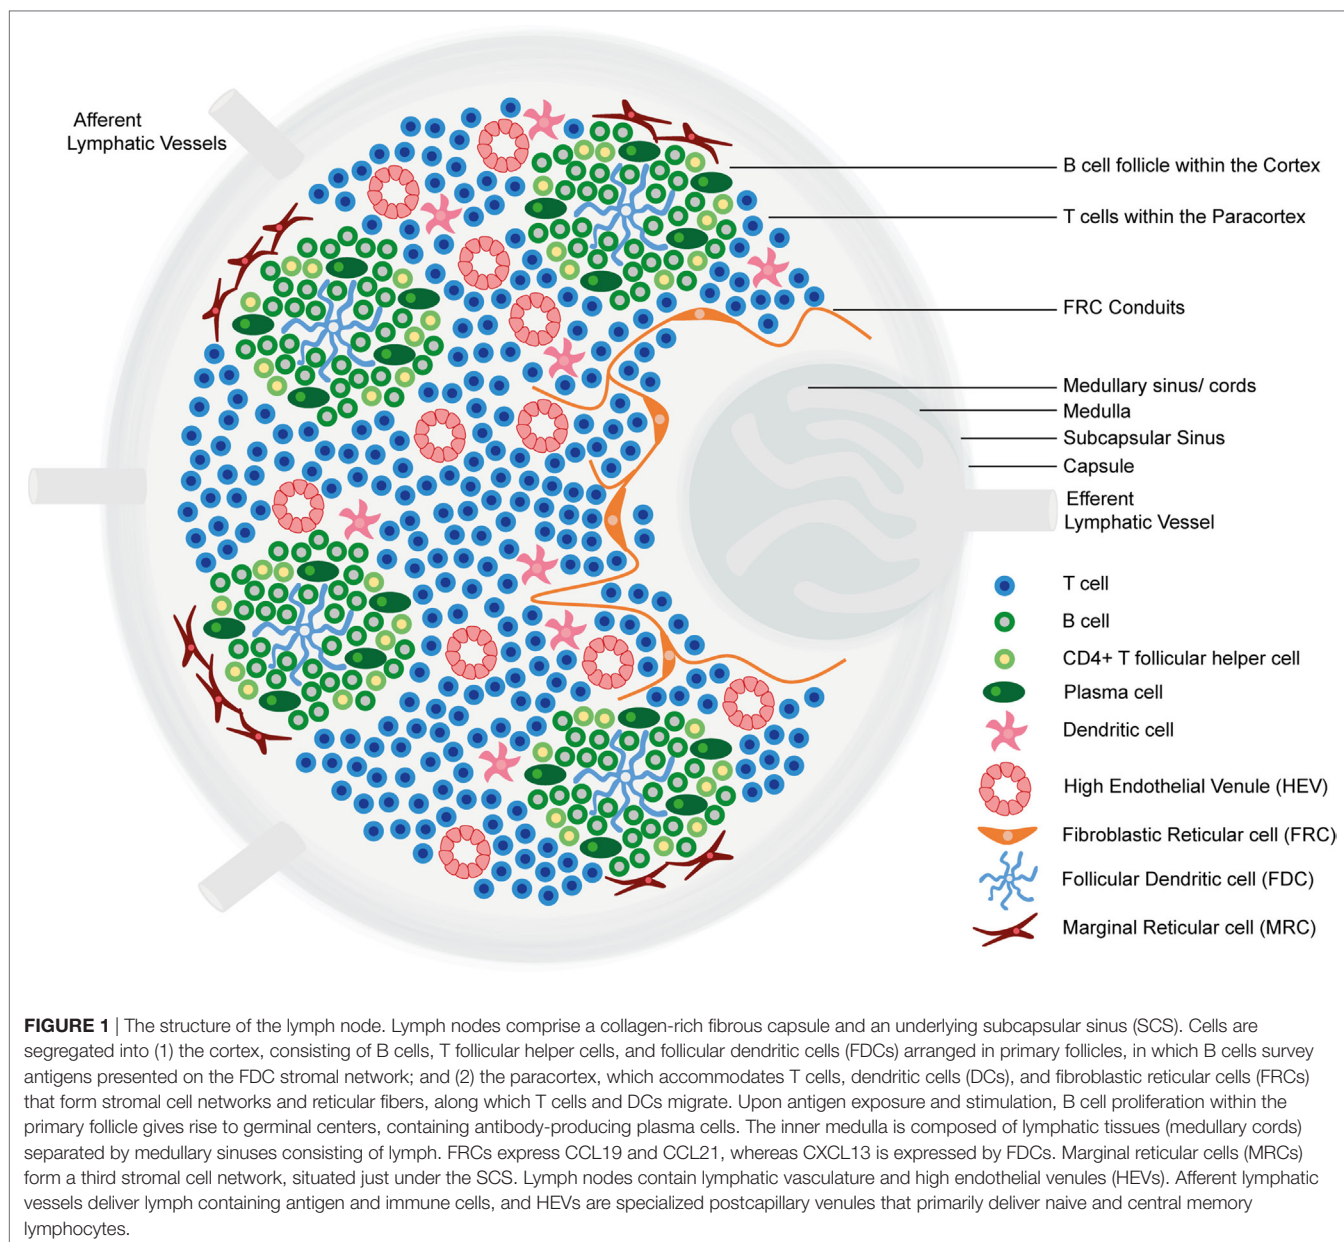 Afferent
Lymphatic Vessels
B cell follicle within the Cortex
T cells within the Paracortex
FRC Conduits
Medullary sinus/ cords
Medulla
Subcapsular Sinus
Capsule
Efferent
Lymphatic Vessel
T cell
B cell
CD4+ T follicular helper cell
Plasma cell
Dendritic cell
High Endothelial Venule (HEV)
Fibroblastic Reticular cell (FRC)
Follicular Dendritic cell (FDC)
Marginal Reticular cell (MRC)
FIGURE 1 | The structure of the lymph node. Lymph nodes comprise a collagen-rich fibrous capsule and an underlying subcapsular sinus (SCS). Cells are
segregated into (1) the cortex, consisting of B cells, T follicular helper cells, and follicular dendritic cells (FDCs) arranged in primary follicles, in which B cells survey
antigens presented on the FDC stromal network; and (2) the paracortex, which accommodates T cells, dendritic cells (DCs), and fibroblastic reticular cells (FRCs)
that form stromal cell networks and reticular fibers, along which T cells and DCs migrate. Upon antigen exposure and stimulation, B cell proliferation within the
primary follicle gives rise to germinal centers, containing antibody-producing plasma cells. The inner medulla is composed of lymphatic tissues (medullary cords)
separated by medullary sinuses consisting of lymph. FRCs express CCL19 and CCL21, whereas CXCL13 is expressed by FDCs. Marginal reticular cells (MRCs)
form a third stromal cell network, situated just under the SCS. Lymph nodes contain lymphatic vasculature and high endothelial venules (HEVs). Afferent lymphatic
vessels deliver lymph containing antigen and immune cells, and HEVs are specialized postcapillary venules that primarily deliver naive and central memory
lymphocytes.